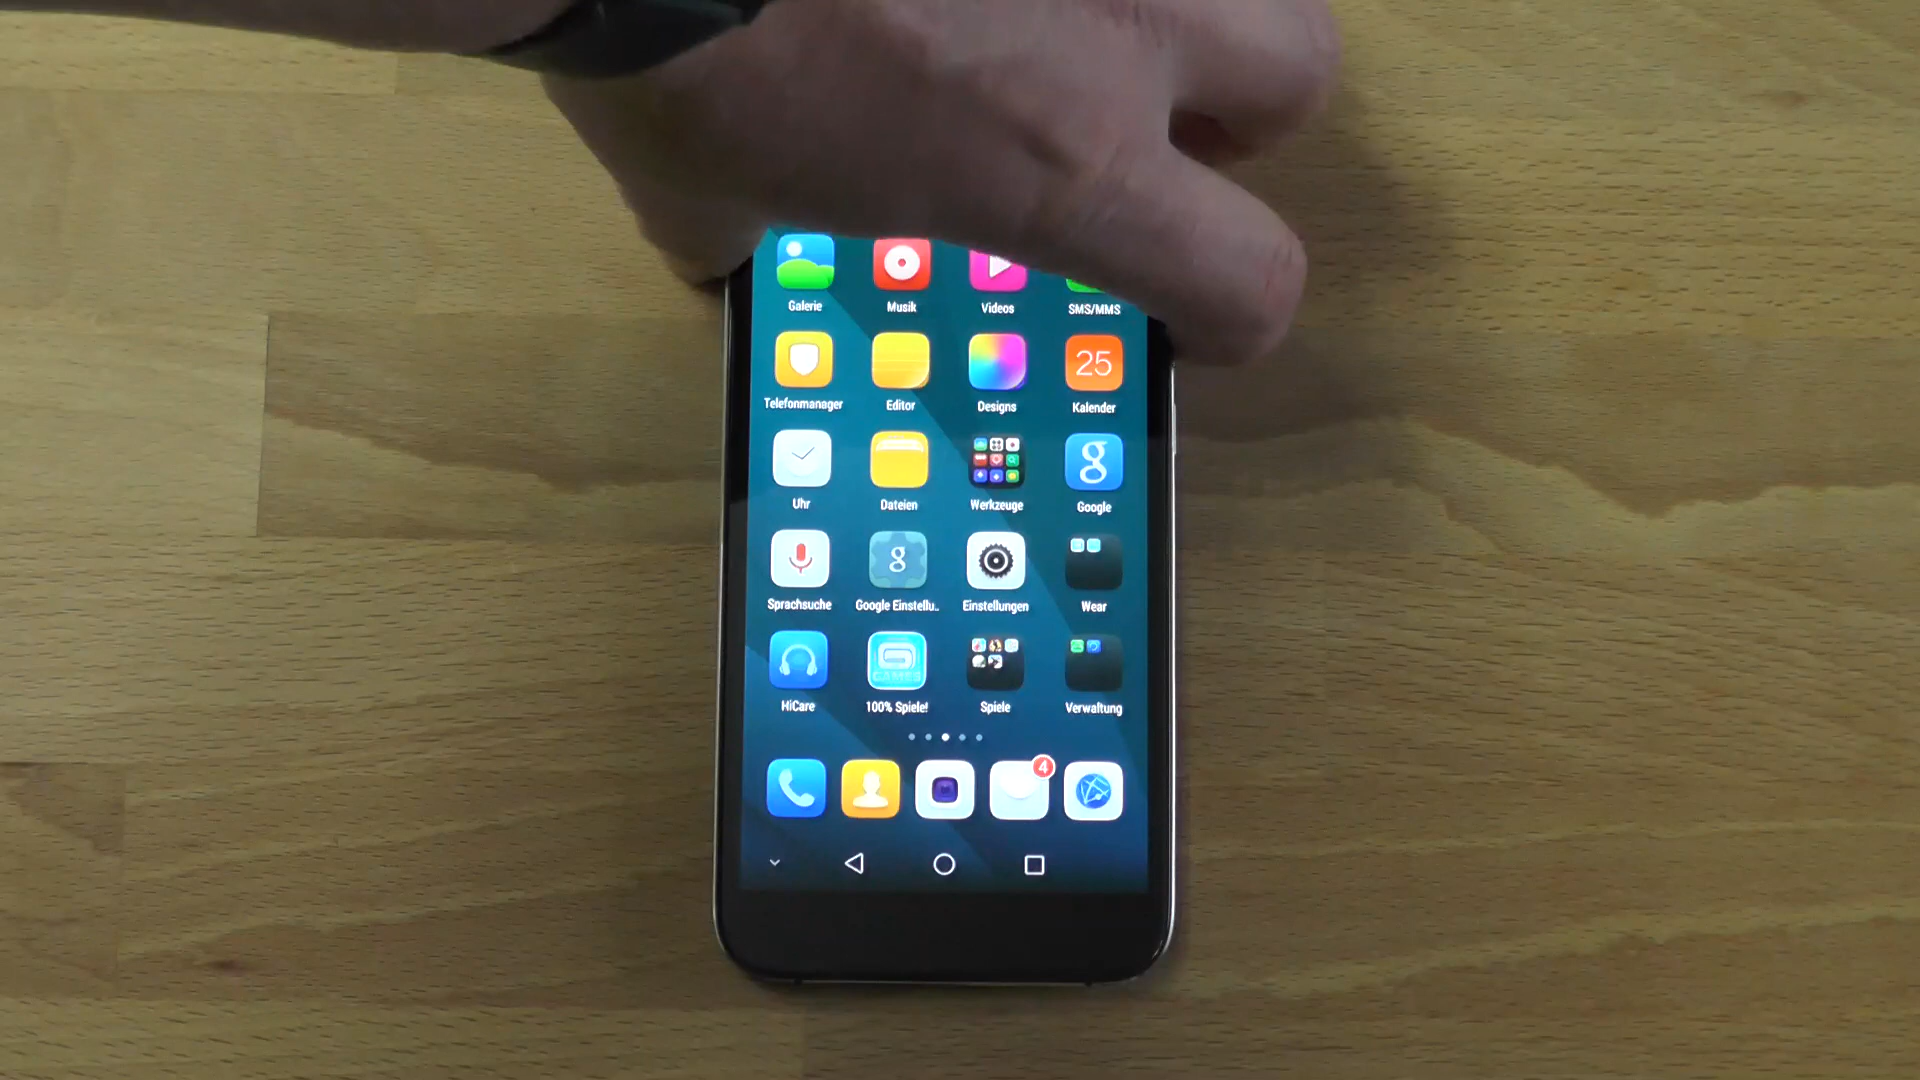 Galerie Musik Videos SMS/MMS
Telefonmanager Editor Designs 25 Kalender
Uhr Dateien Werkzeuge g Google
Sprachsuche g Google Einstellu.. Einstellungen Wear
HiCare GAMES 100% Spiele! Spiele Verwaltung
4